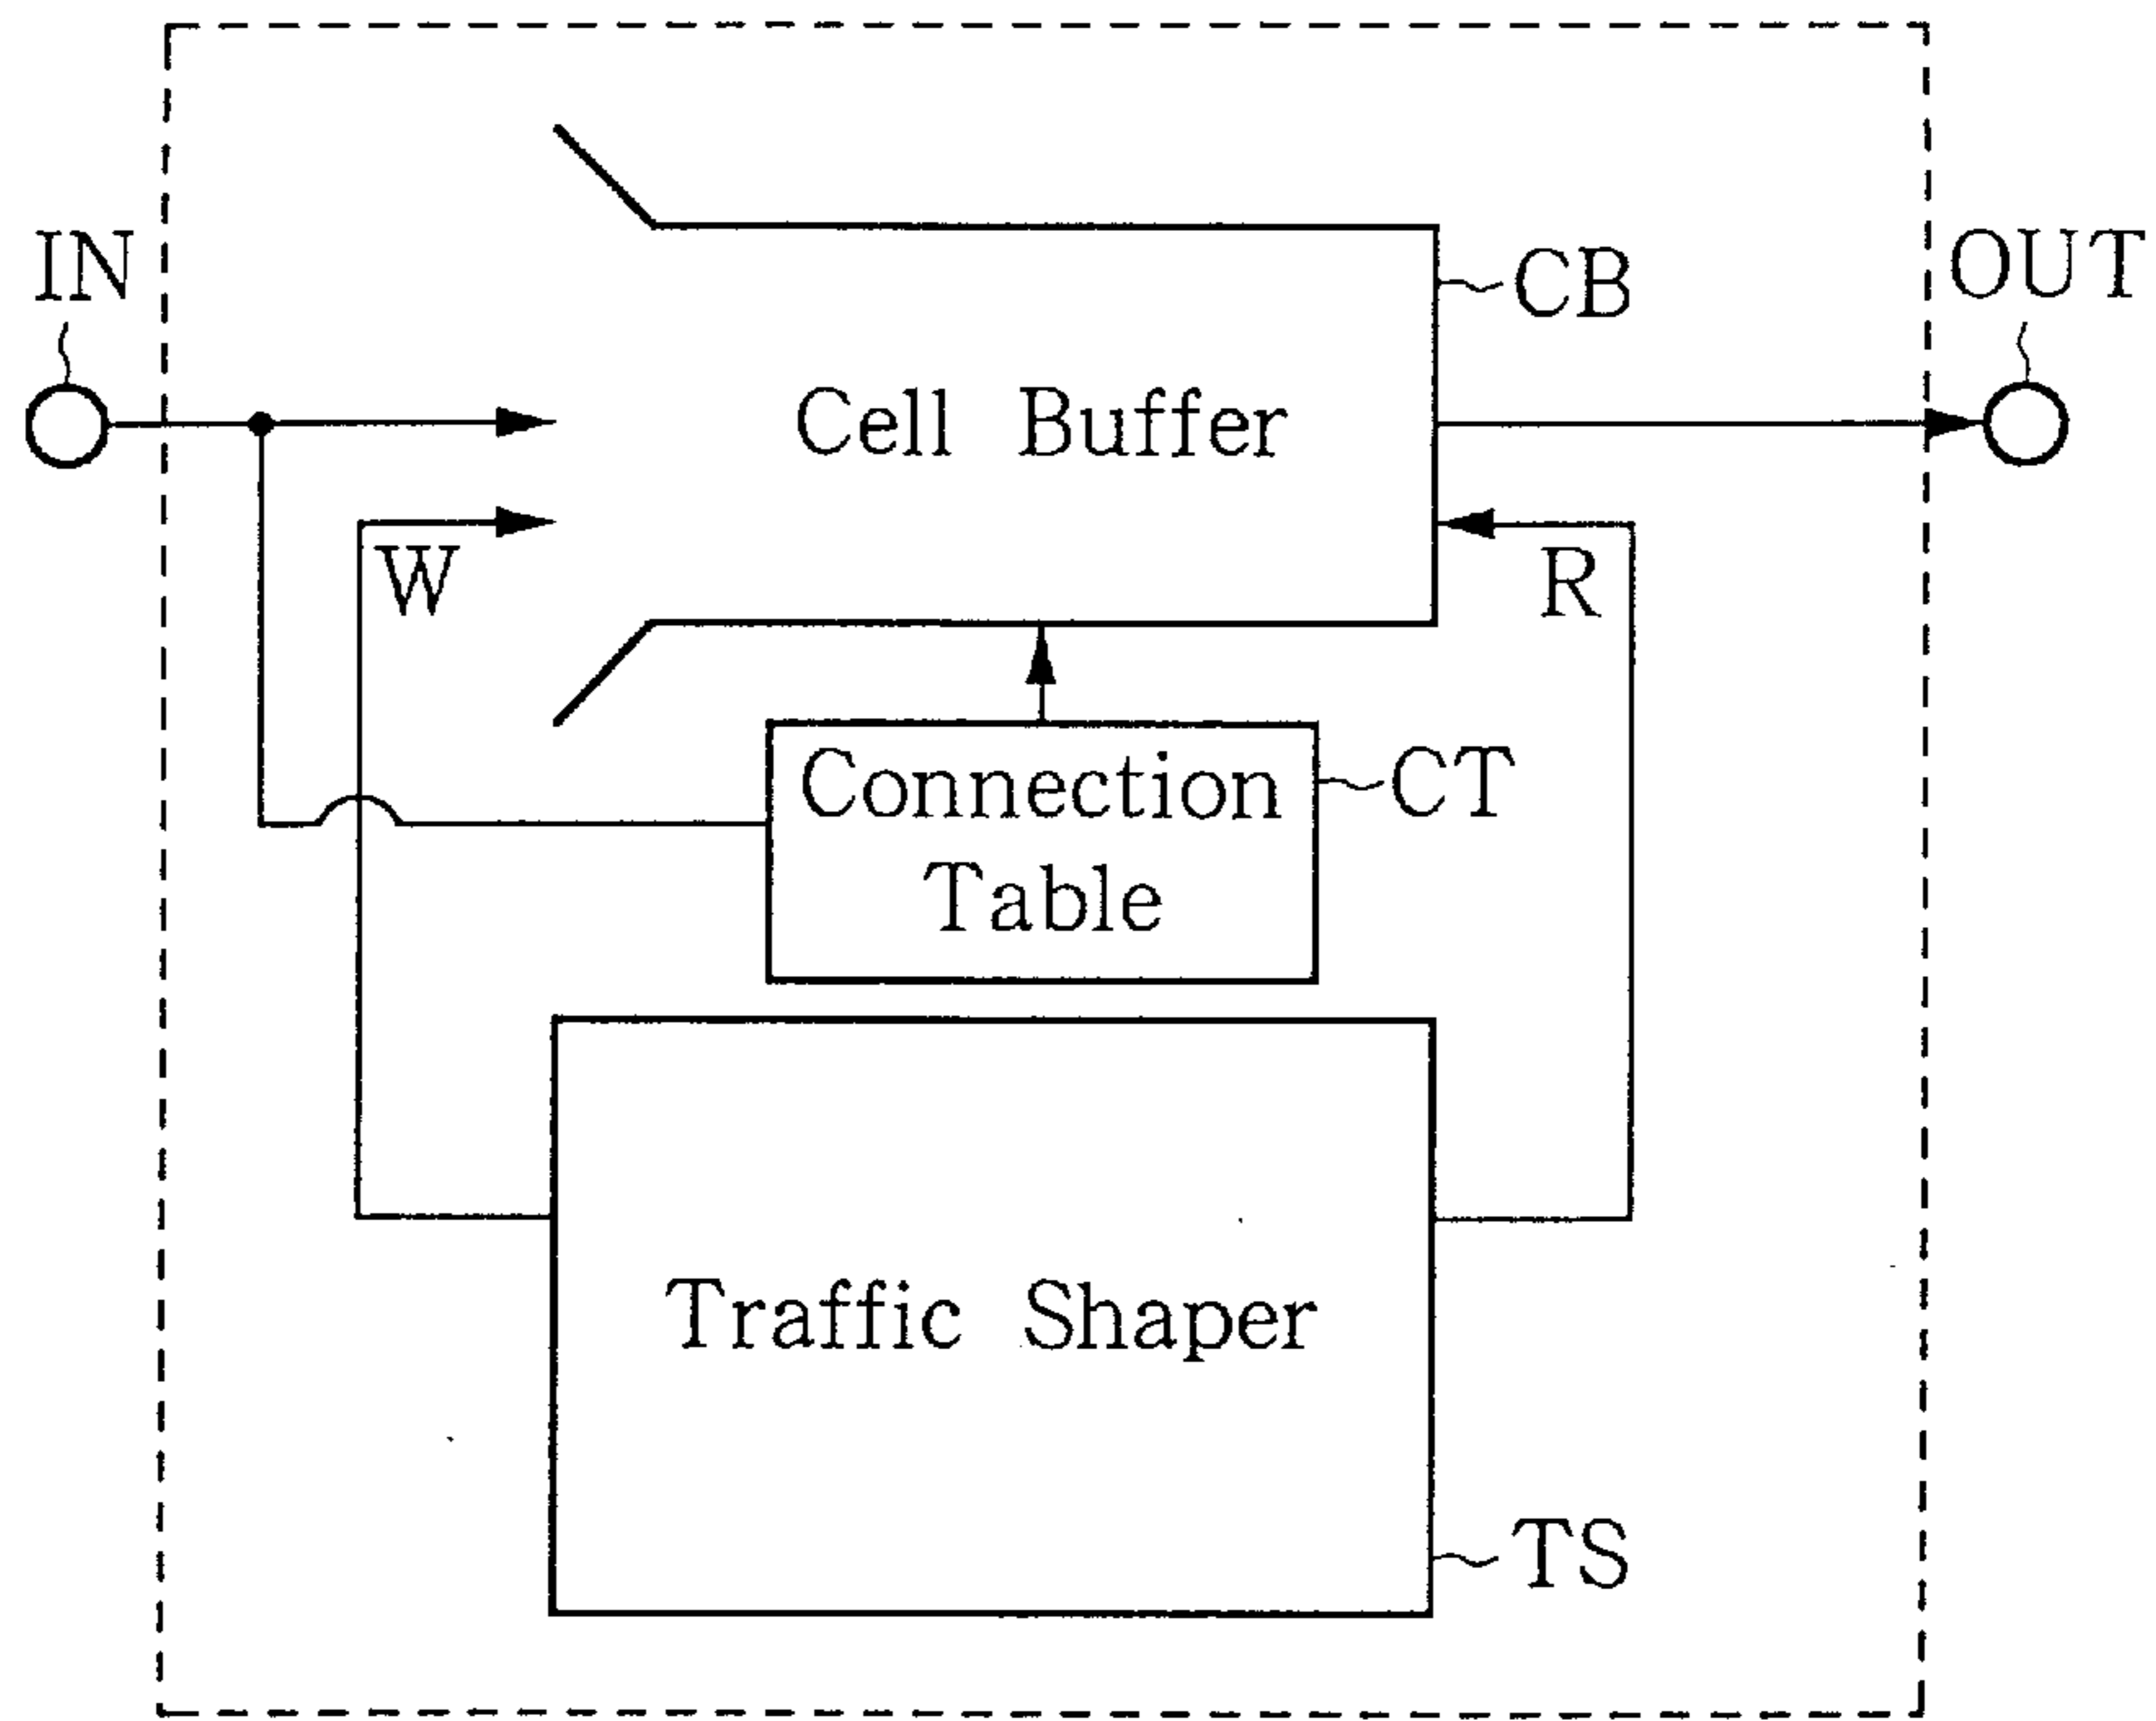 IN
CB
OUT
Cell Buffer
W
R
Connection
Table
CT
Traffic Shaper
TS